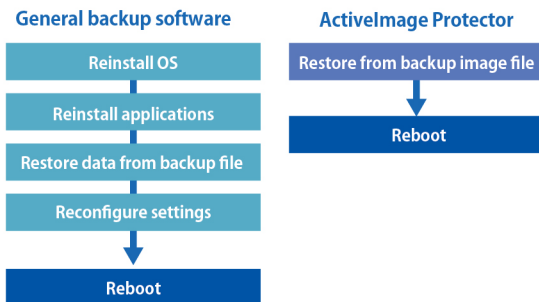 General backup software
Reinstall OS
Reinstall applications
Restore data from backup file
Reconfigure settings
Reboot
ActiveImage Protector
Restore from backup image file
Reboot